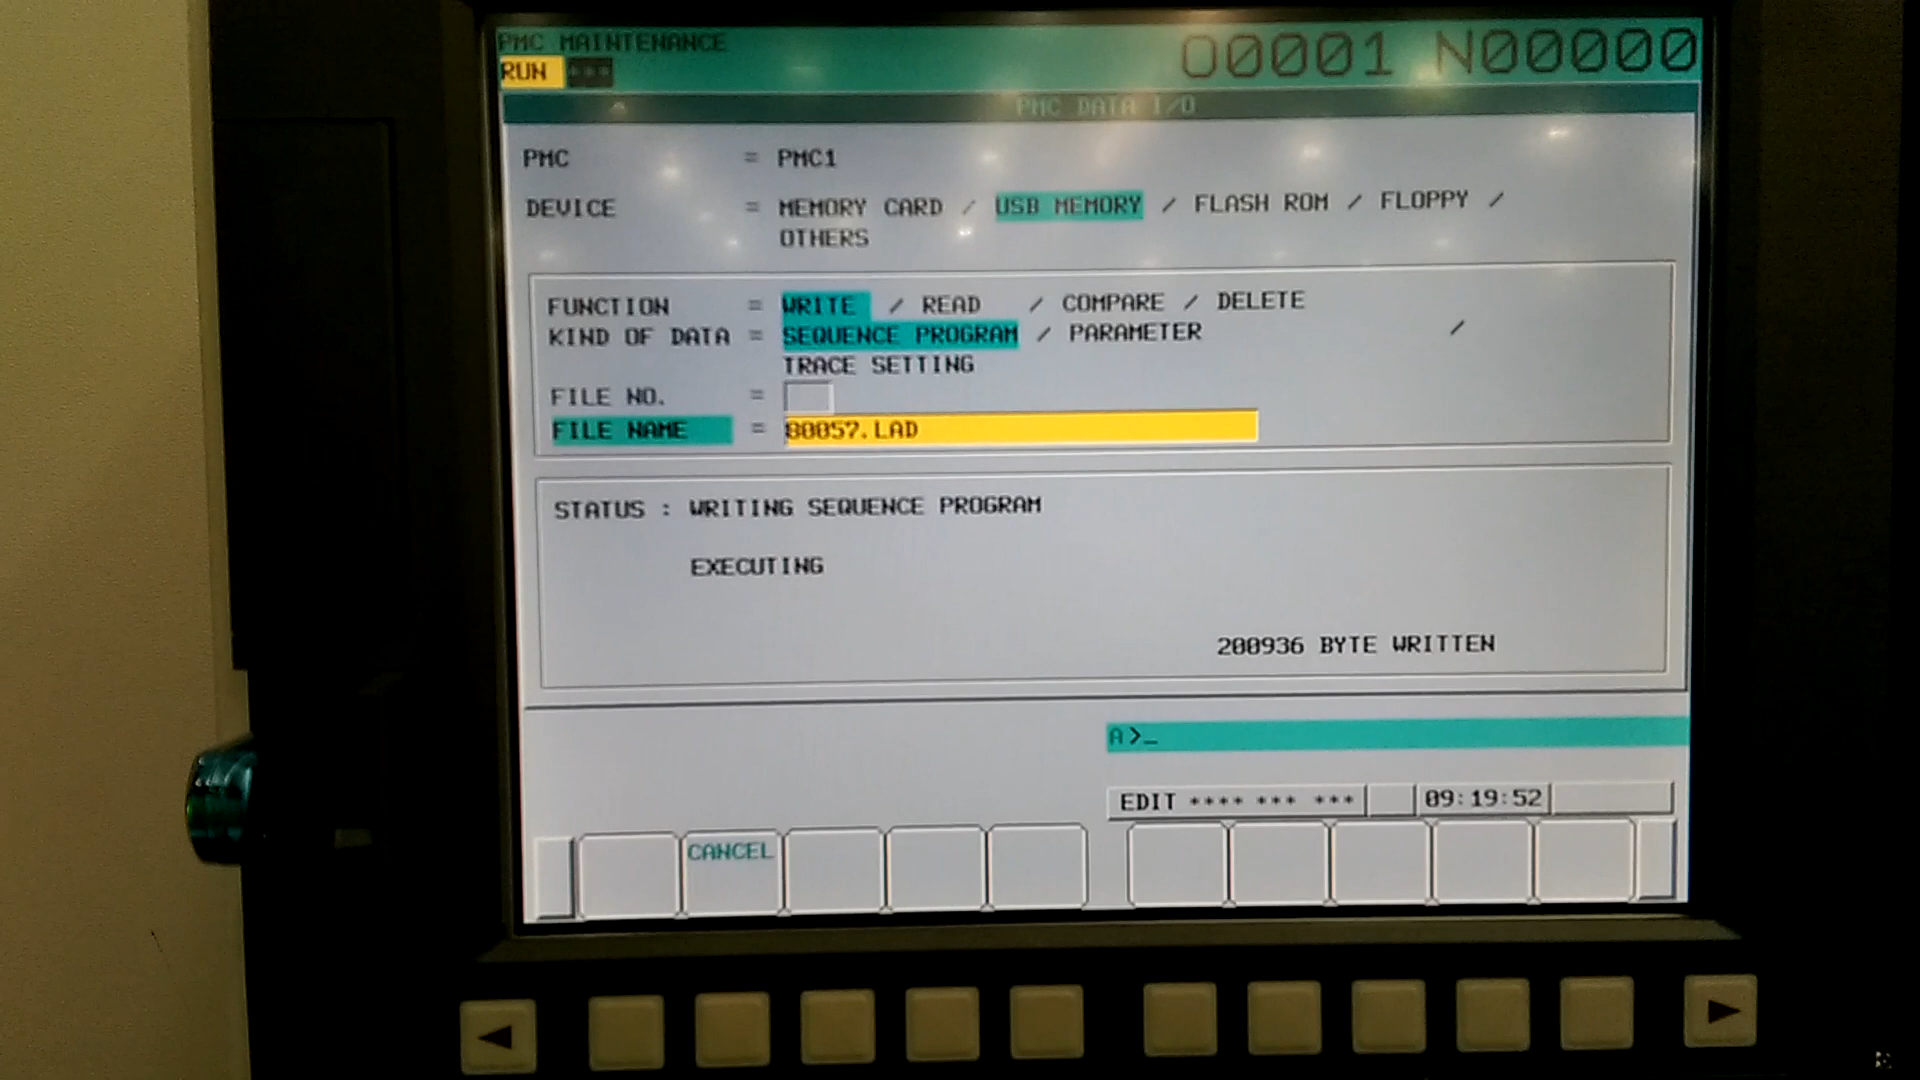 PMC MAINTENANCE O0001 N00000
RUN ***
PMC DATA I/O
PMC = PMC1
DEVICE = MEMORY CARD / USB MEMORY / FLASH ROM / FLOPPY /
OTHERS
FUNCTION = WRITE / READ / COMPARE / DELETE
KIND OF DATA = SEQUENCE PROGRAM / PARAMETER /
TRACE SETTING
FILE NO. =
FILE NAME = 80057.LAD
STATUS : WRITING SEQUENCE PROGRAM
EXECUTING
200936 BYTE WRITTEN
A>_
EDIT **** *** *** 09:19:52
CANCEL